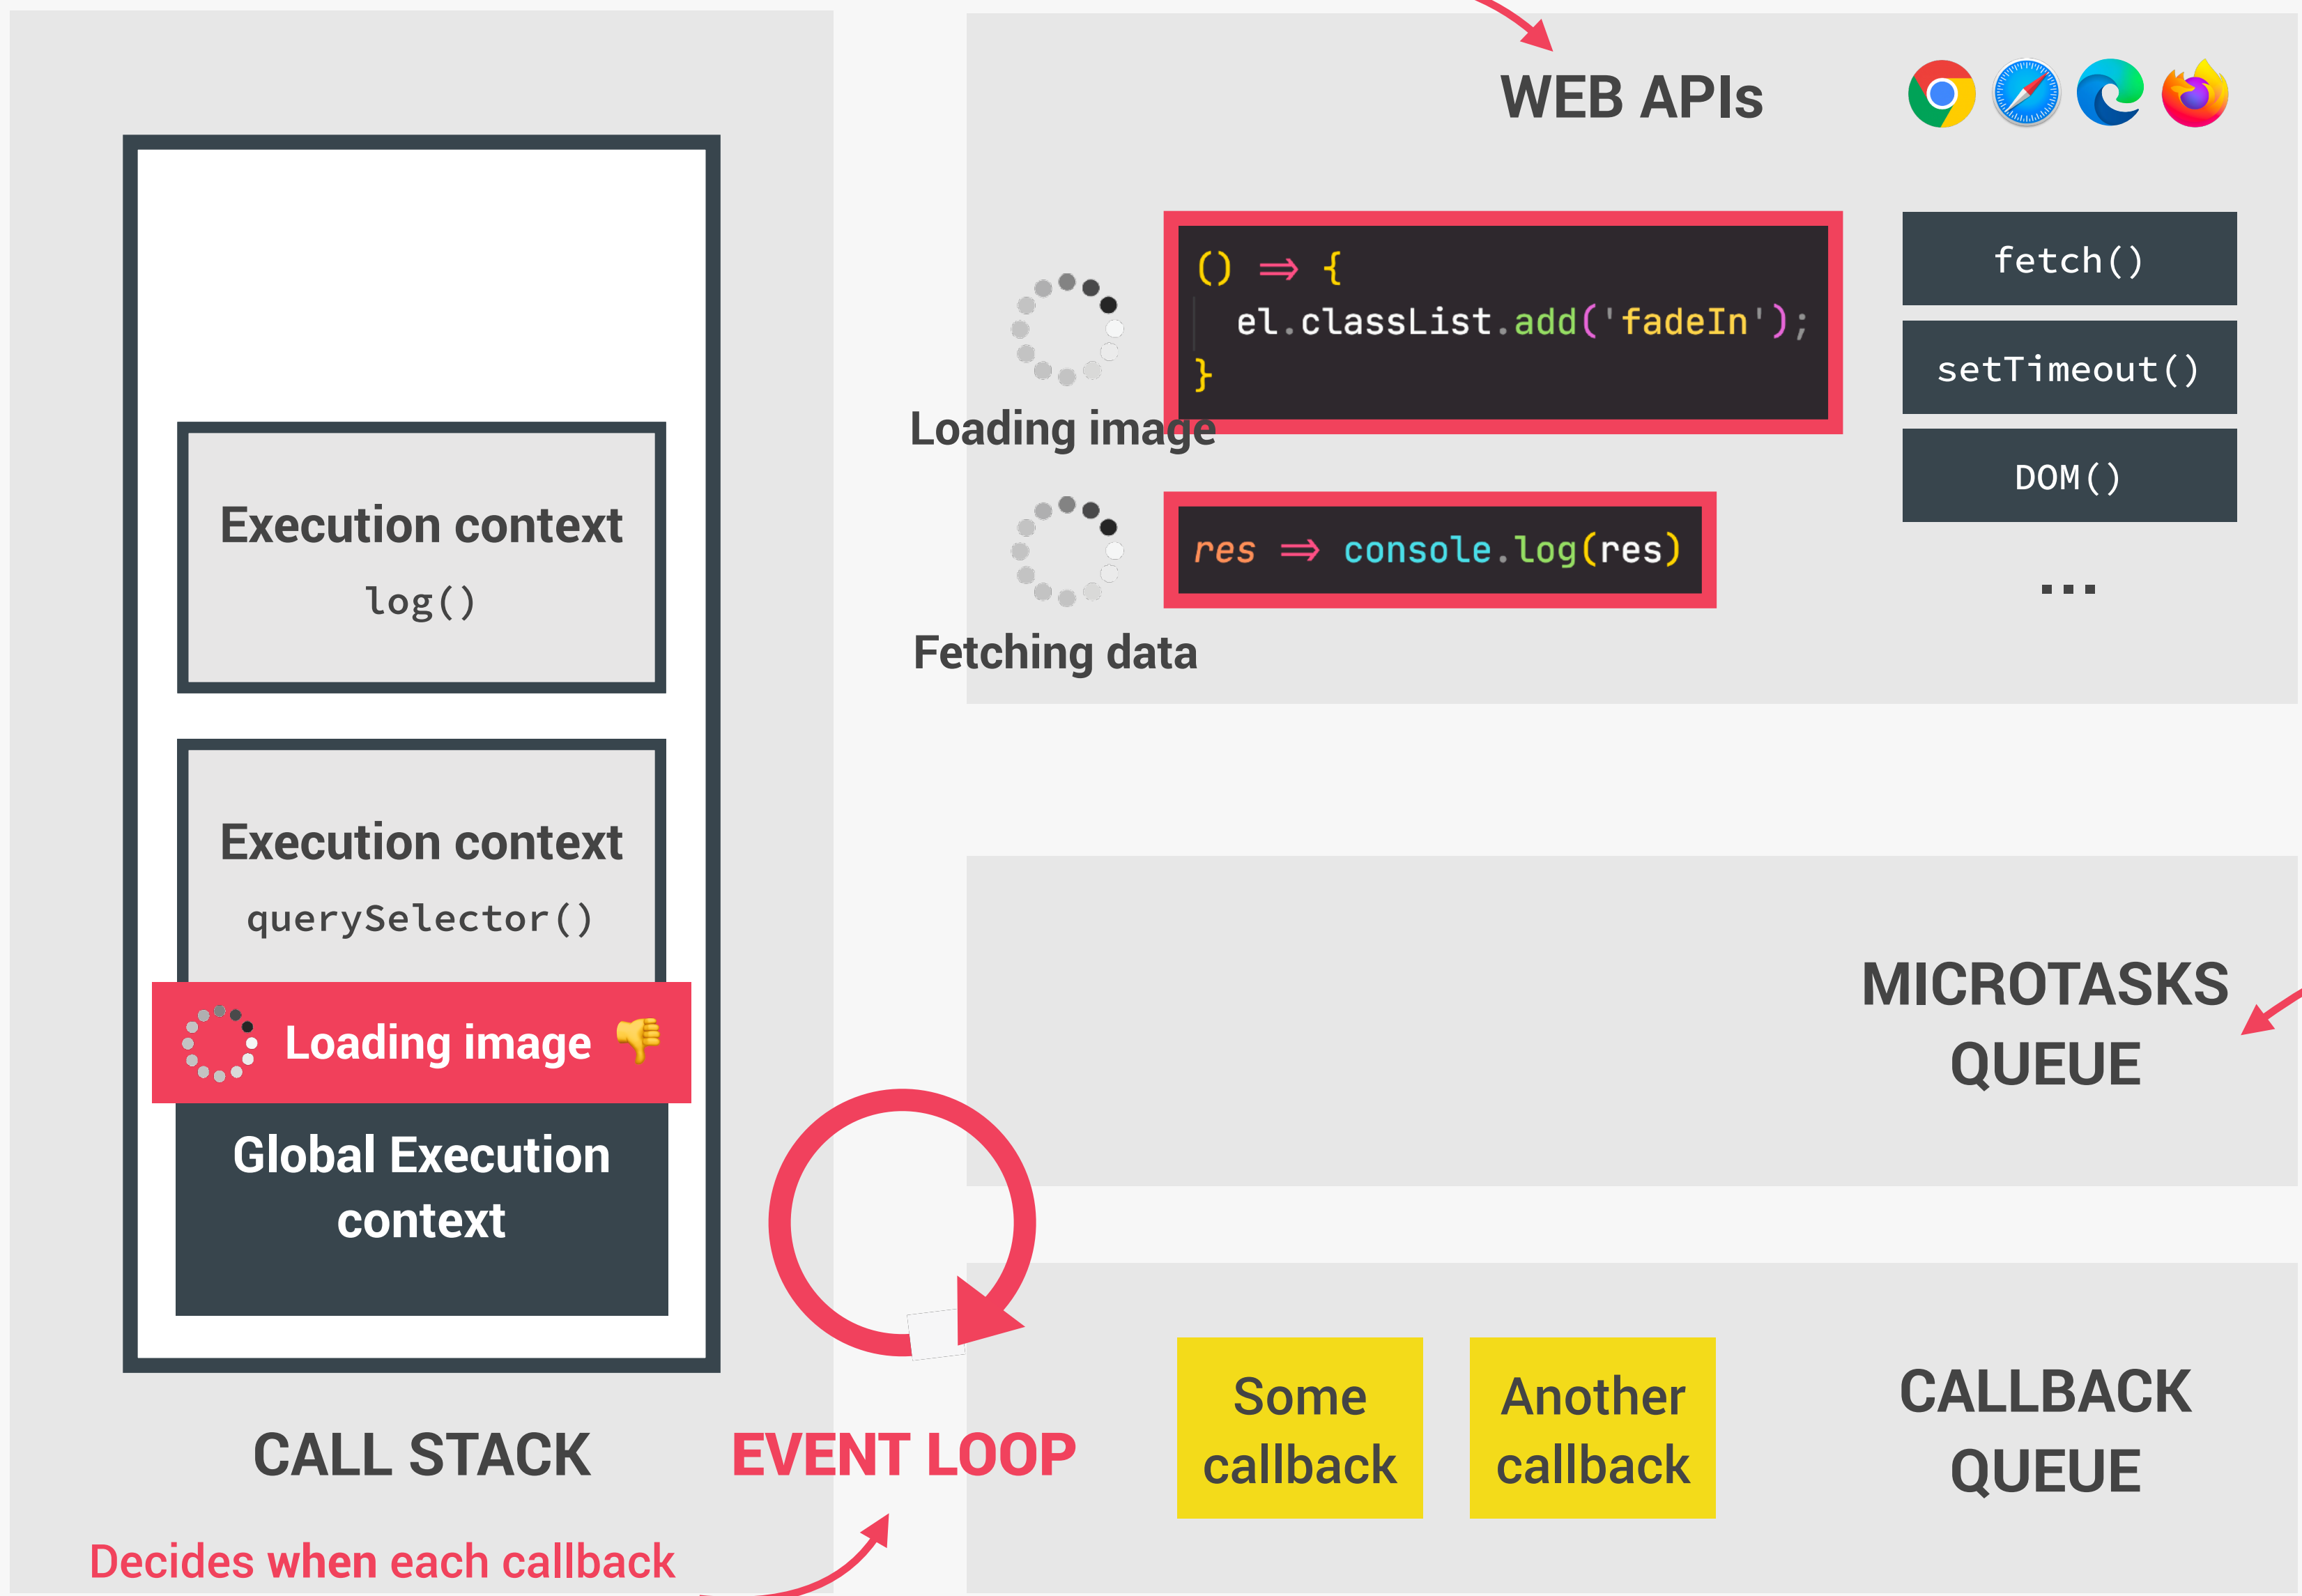 WEB APIs
() => {
el.classList.add('fadeIn');
}
Loading image
res => console.log(res)
Fetching data
fetch()
setTimeout()
DOM()
...
Execution context
log()
Execution context
querySelector()
Loading image
Global Execution
context
CALL STACK
EVENT LOOP
Decides when each callback
MICROTASKS
QUEUE
Some
callback
Another
callback
CALLBACK
QUEUE